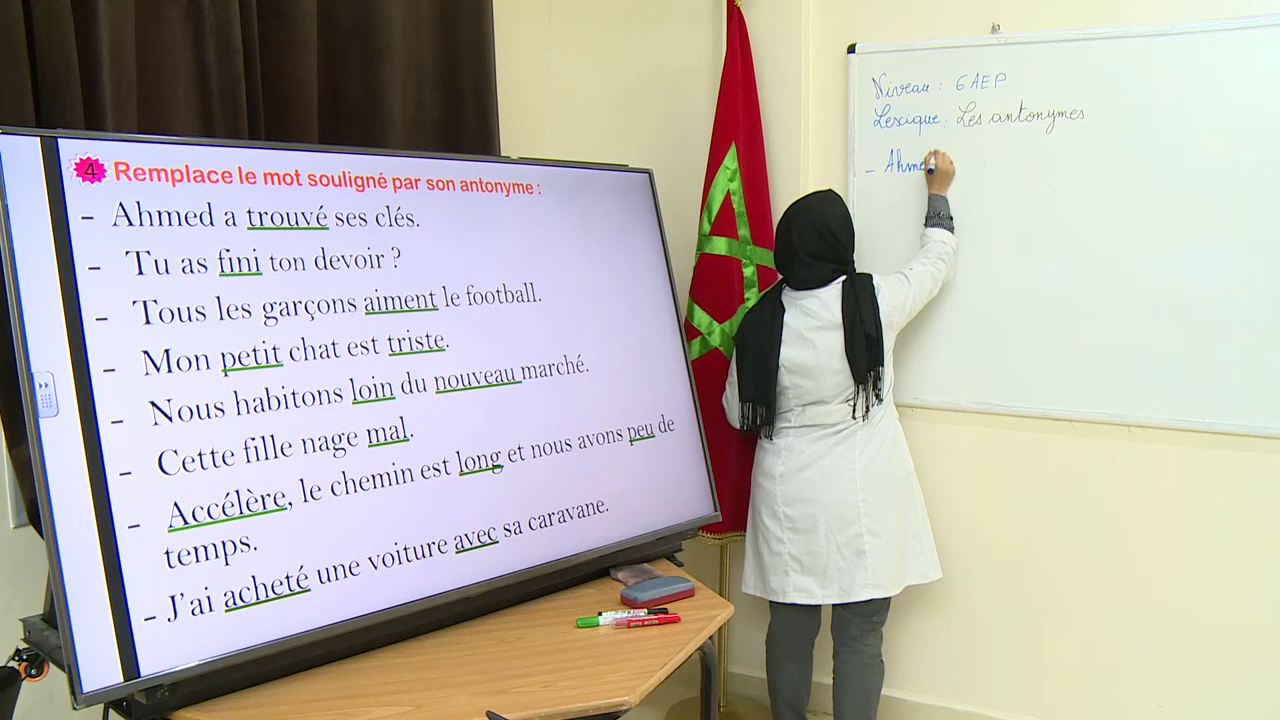 4 Remplace le mot souligné par son antonyme :
- Ahmed a trouvé ses clés.
- Tu as fini ton devoir ?
- Tous les garçons aiment le football.
- Mon petit chat est triste.
- Nous habitons loin du nouveau marché.
- Cette fille nage mal.
- Accélère, le chemin est long et nous avons peu de
temps.
- J'ai acheté une voiture avec sa caravane.
Niveau : 6 AEP
Lexique : Les antonymes
- Ahme